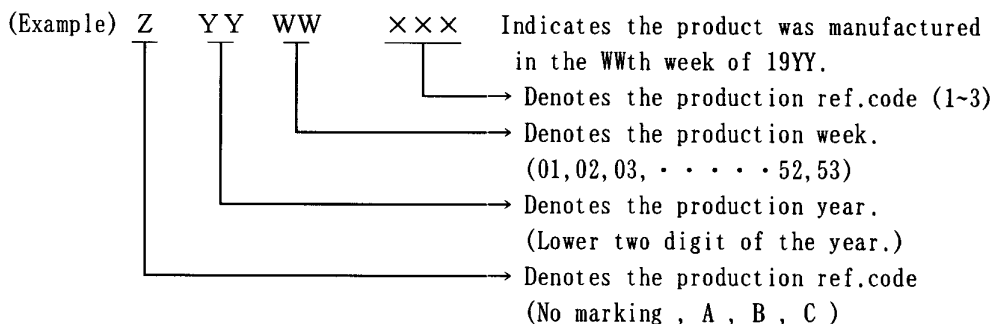 (Example) Z YY WW ××× Indicates the product was manufactured
in the WWth week of 19YY.
Denotes the production ref.code (1~3)
Denotes the production week.
(01,02,03, · · · · · 52,53)
Denotes the production year.
(Lower two digit of the year.)
Denotes the production ref.code
(No marking , A , B , C )